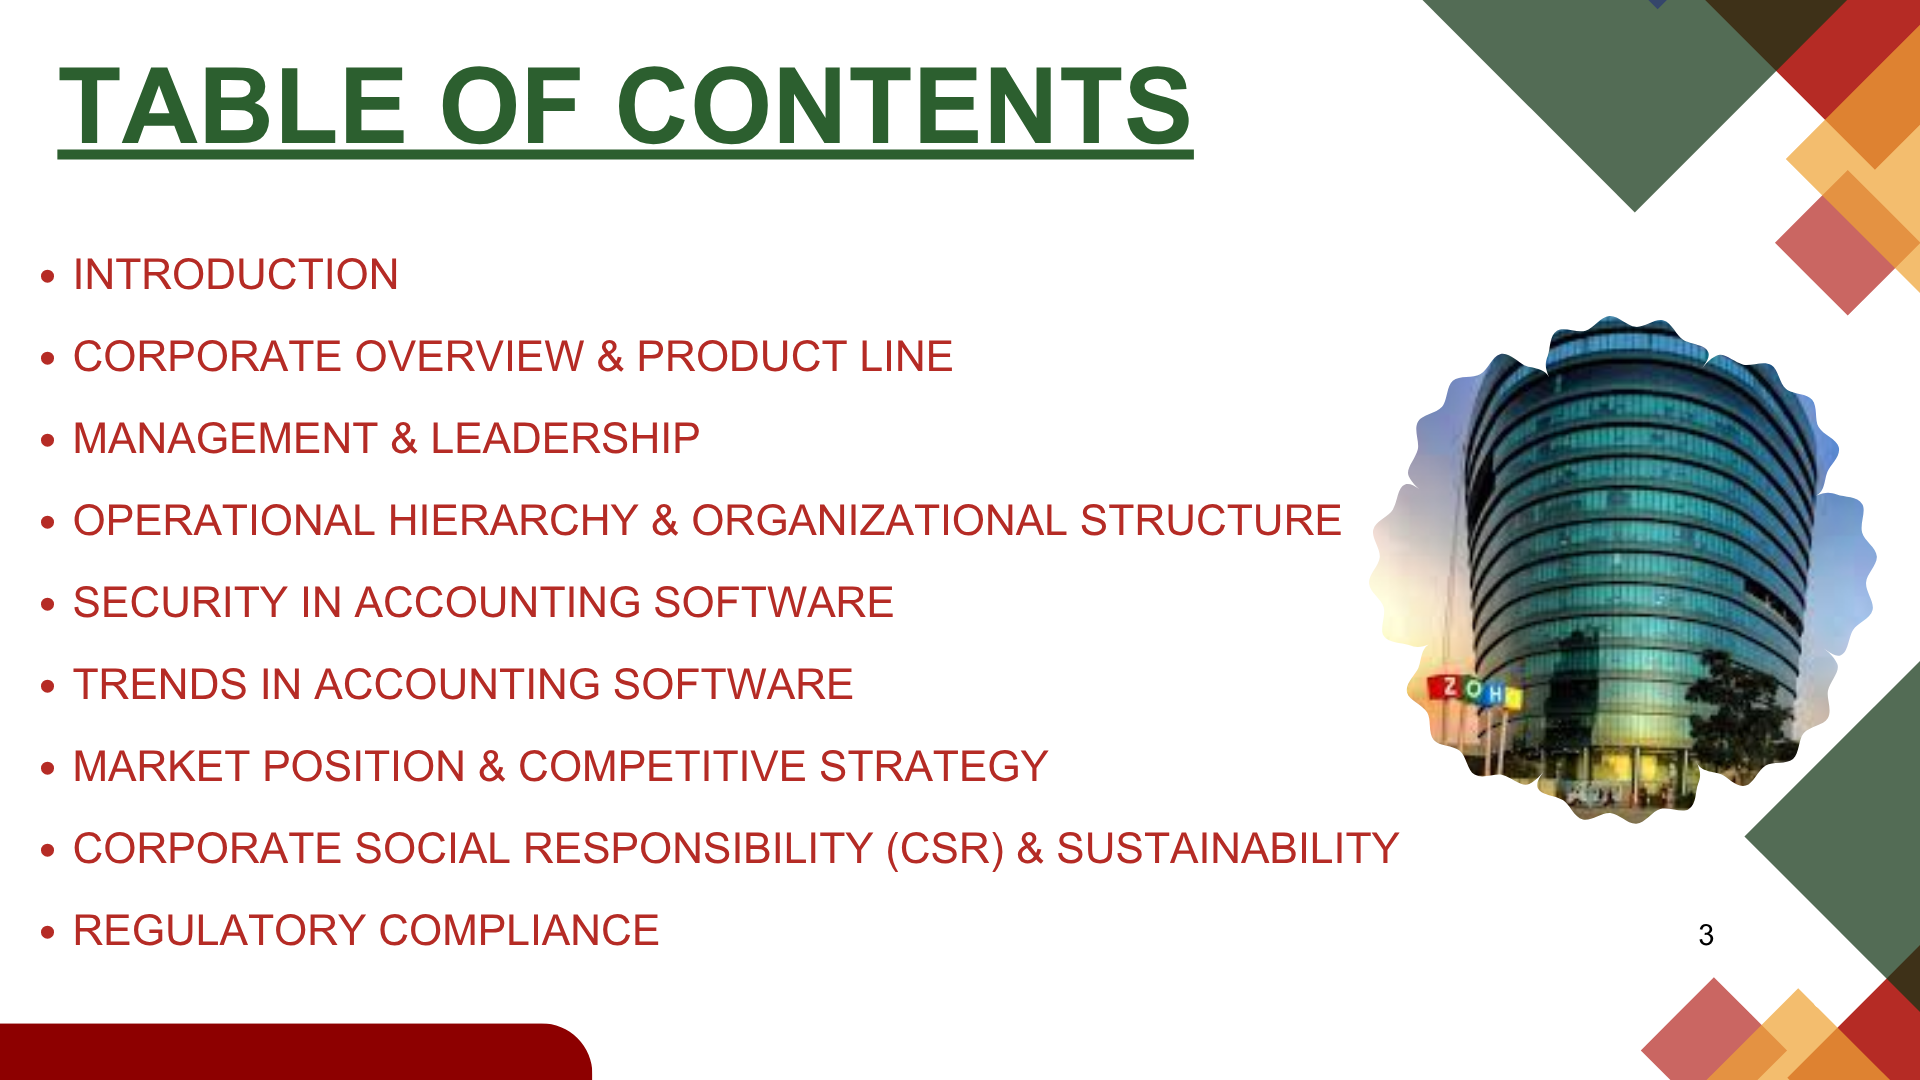 TABLE OF CONTENTS
• INTRODUCTION
• CORPORATE OVERVIEW & PRODUCT LINE
• MANAGEMENT & LEADERSHIP
• OPERATIONAL HIERARCHY & ORGANIZATIONAL STRUCTURE
• SECURITY IN ACCOUNTING SOFTWARE
• TRENDS IN ACCOUNTING SOFTWARE
• MARKET POSITION & COMPETITIVE STRATEGY
• CORPORATE SOCIAL RESPONSIBILITY (CSR) & SUSTAINABILITY
• REGULATORY COMPLIANCE
ZOHO
3